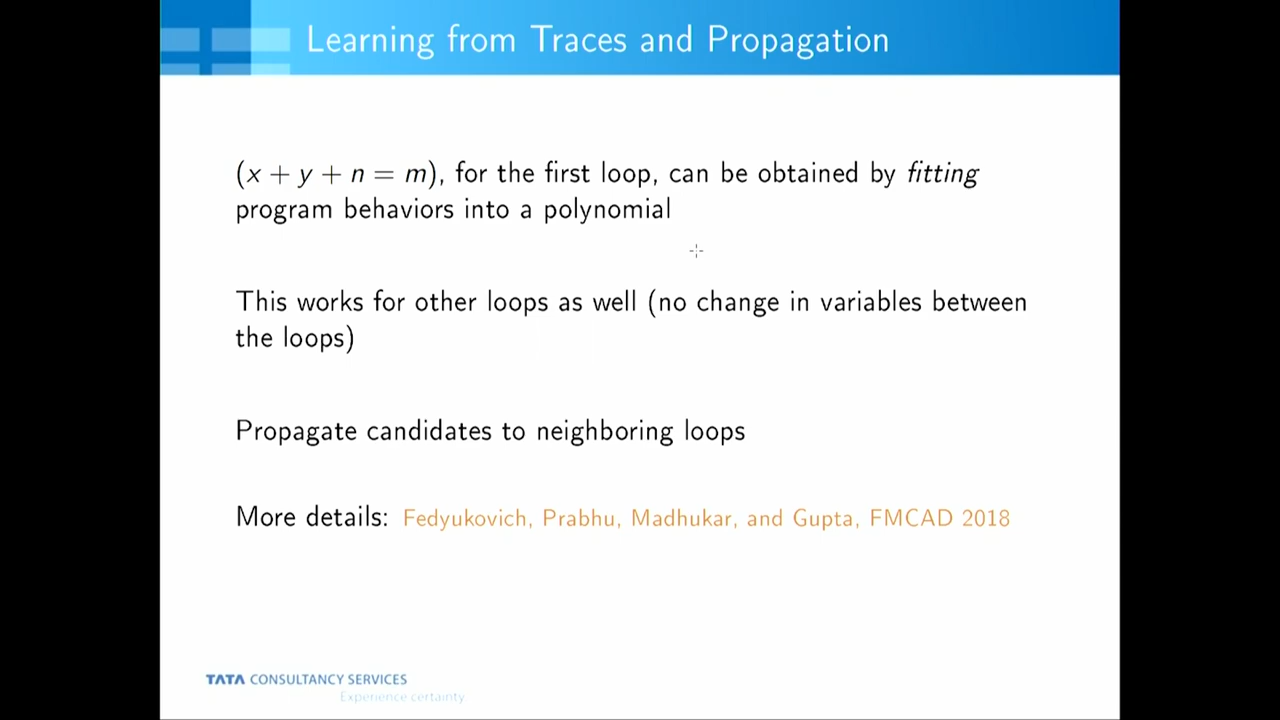 Learning from Traces and Propagation
(x + y + n = m), for the first loop, can be obtained by fitting
program behaviors into a polynomial
This works for other loops as well (no change in variables between
the loops)
Propagate candidates to neighboring loops
More details: Fedyukovich, Prabhu, Madhukar, and Gupta, FMCAD 2018
TATA CONSULTANCY SERVICES
Experience certainty